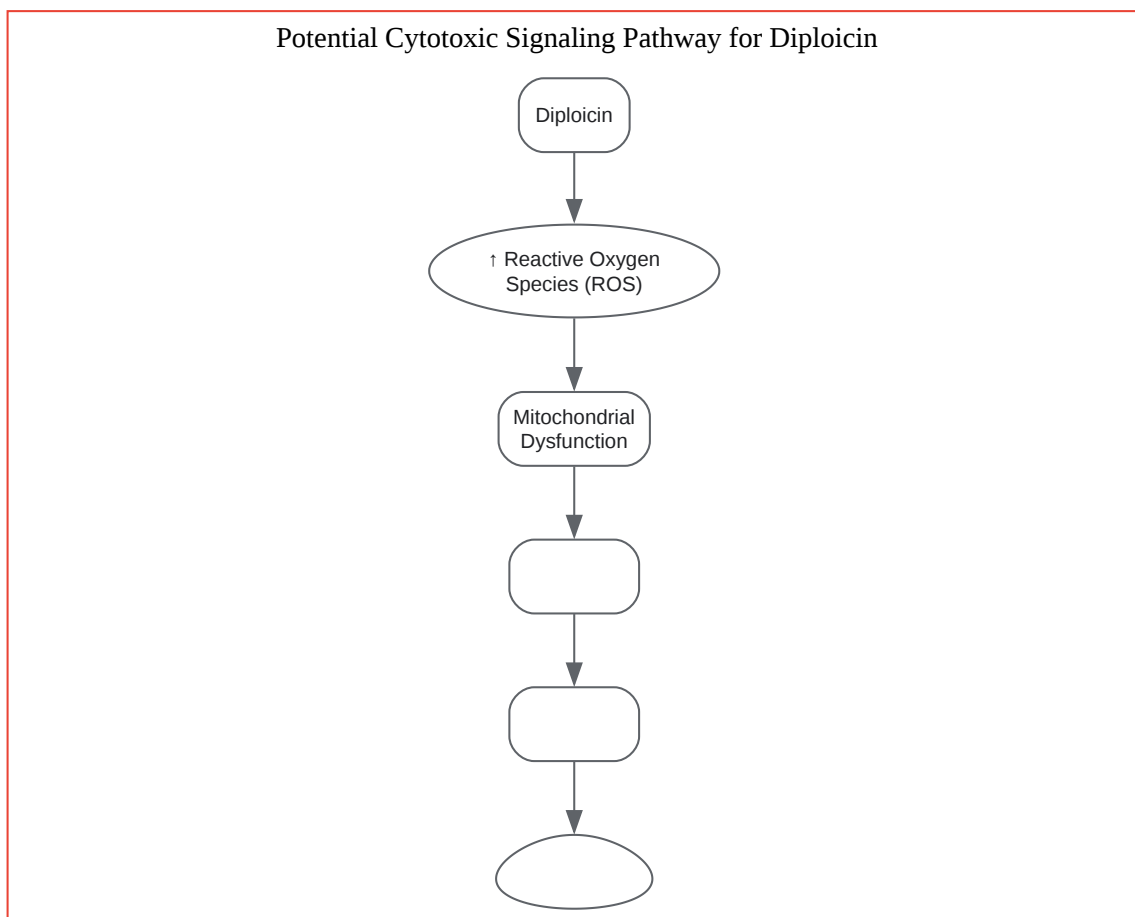 Potential Cytotoxic Signaling Pathway for Diploicin
Diploicin
↑ Reactive Oxygen
Species (ROS)
Mitochondrial
Dysfunction